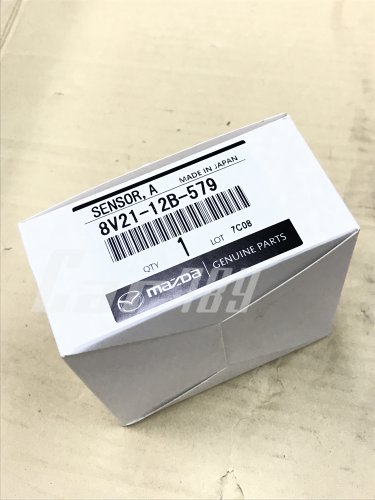 SENSOR, A MADE IN JAPAN
8V21-12B-579
QTY 1 LOT 7C08
mazda GENUINE PARTS